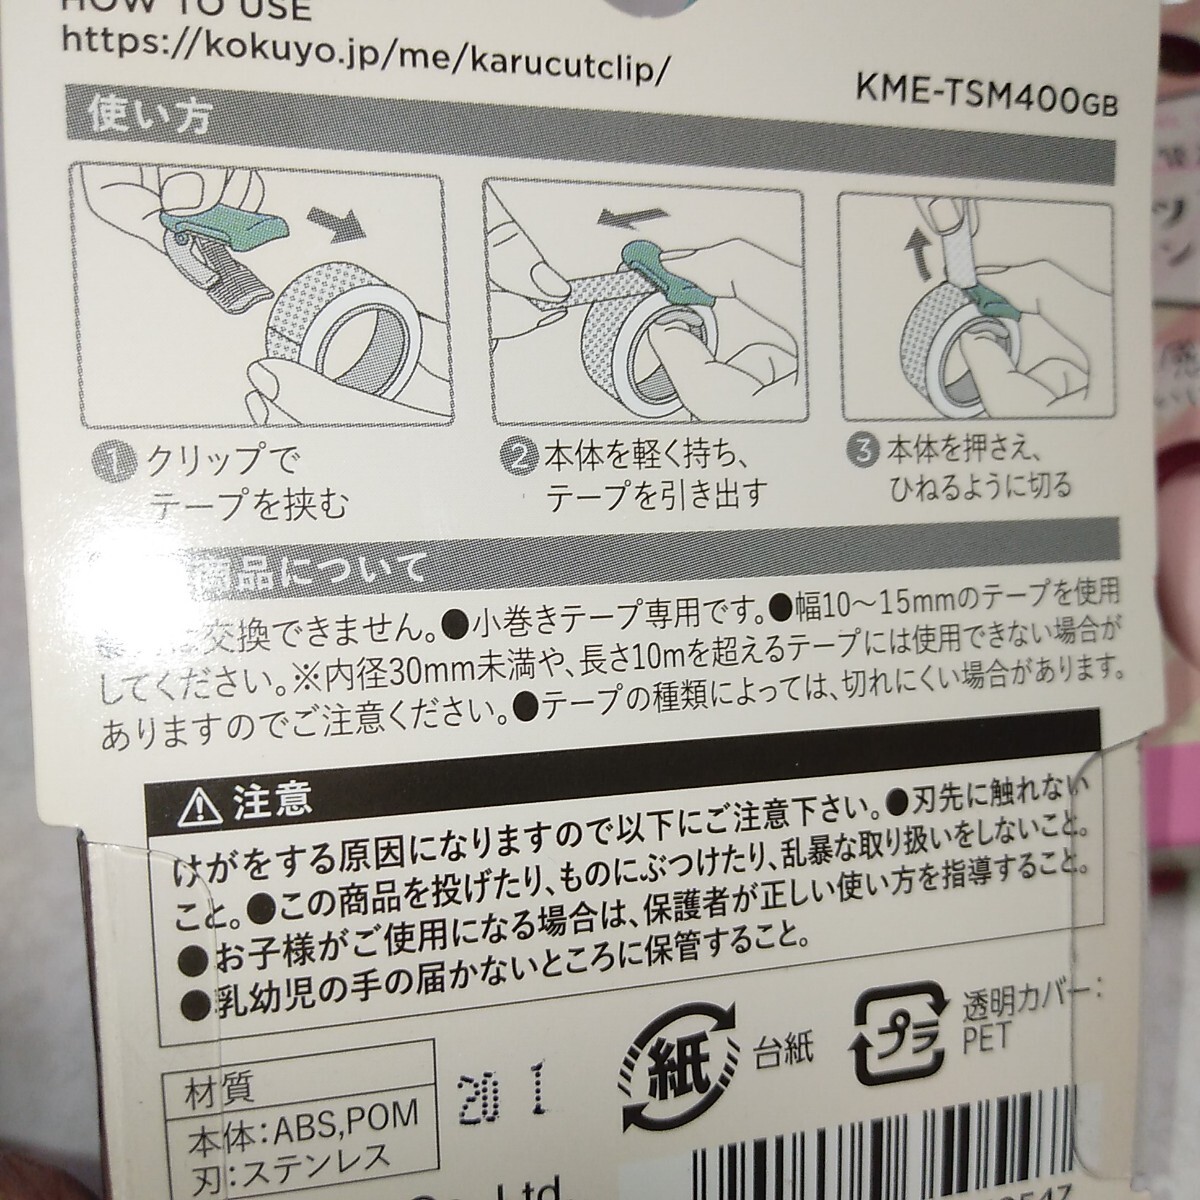 HOW TO USE
https://kokuyo.jp/me/karucutclip/
KME-TSM400GB
使い方
1 クリップで
テープを挟む
2 本体を軽く持ち、
テープを引き出す
3 本体を押さえ、
ひねるように切る
商品について
交換できません。●小巻きテープ専用です。●幅10〜15mmのテープを使用
してください。※内径30mm未満や、長さ10mを超えるテープには使用できない場合が
ありますのでご注意ください。●テープの種類によっては、切れにくい場合があります。
⚠ 注意
けがをする原因になりますので以下にご注意下さい。●刃先に触れない
こと。●この商品を投げたり、ものにぶつけたり、乱暴な取り扱いをしないこと。
●お子様がご使用になる場合は、保護者が正しい使い方を指導すること。
●乳幼児の手の届かないところに保管すること。
紙 台紙
プラ 透明カバー:
PET
材質
本体:ABS,POM
刃:ステンレス
20 1
Ltd